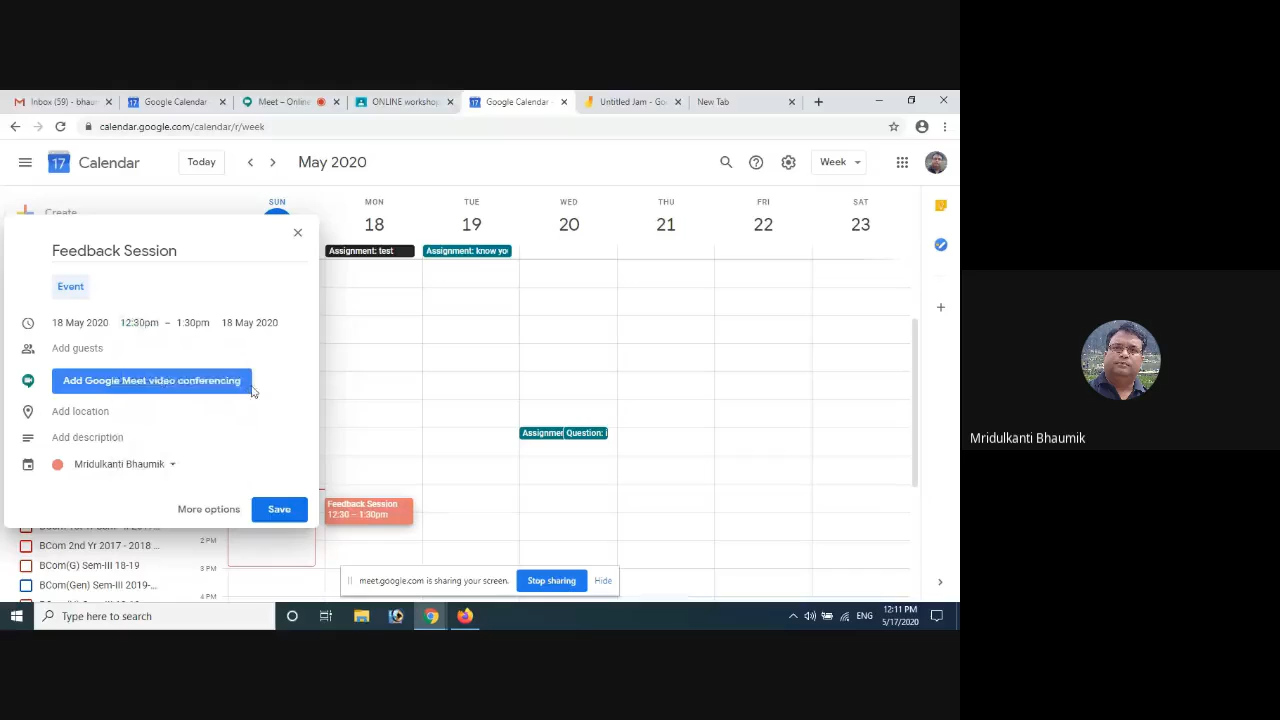 Inbox (59) - bhau
Google Calendar
Meet – Online
ONLINE workshop
Google Calendar -
Untitled Jam - Go
New Tab
calendar.google.com/calendar/r/week
17
Calendar
Today
May 2020
Week
Create
SUN
MON
TUE
WED
THU
FRI
SAT
18
19
20
21
22
23
Assignment: test
Assignment: know yo
Feedback Session
Event
18 May 2020 12:30pm – 1:30pm 18 May 2020
Add guests
Add Google Meet video conferencing
Add location
Add description
Mridulkanti Bhaumik
More options
Save
Assignme
Question: i
Feedback Session
12:30 – 1:30pm
BCom 2nd Yr 2017 - 2018 ...
BCom(G) Sem-III 18-19
BCom(Gen) Sem-III 2019-...
2 PM
3 PM
4 PM
meet.google.com is sharing your screen.
Stop sharing
Hide
Type here to search
ENG
12:11 PM
5/17/2020
Mridulkanti Bhaumik